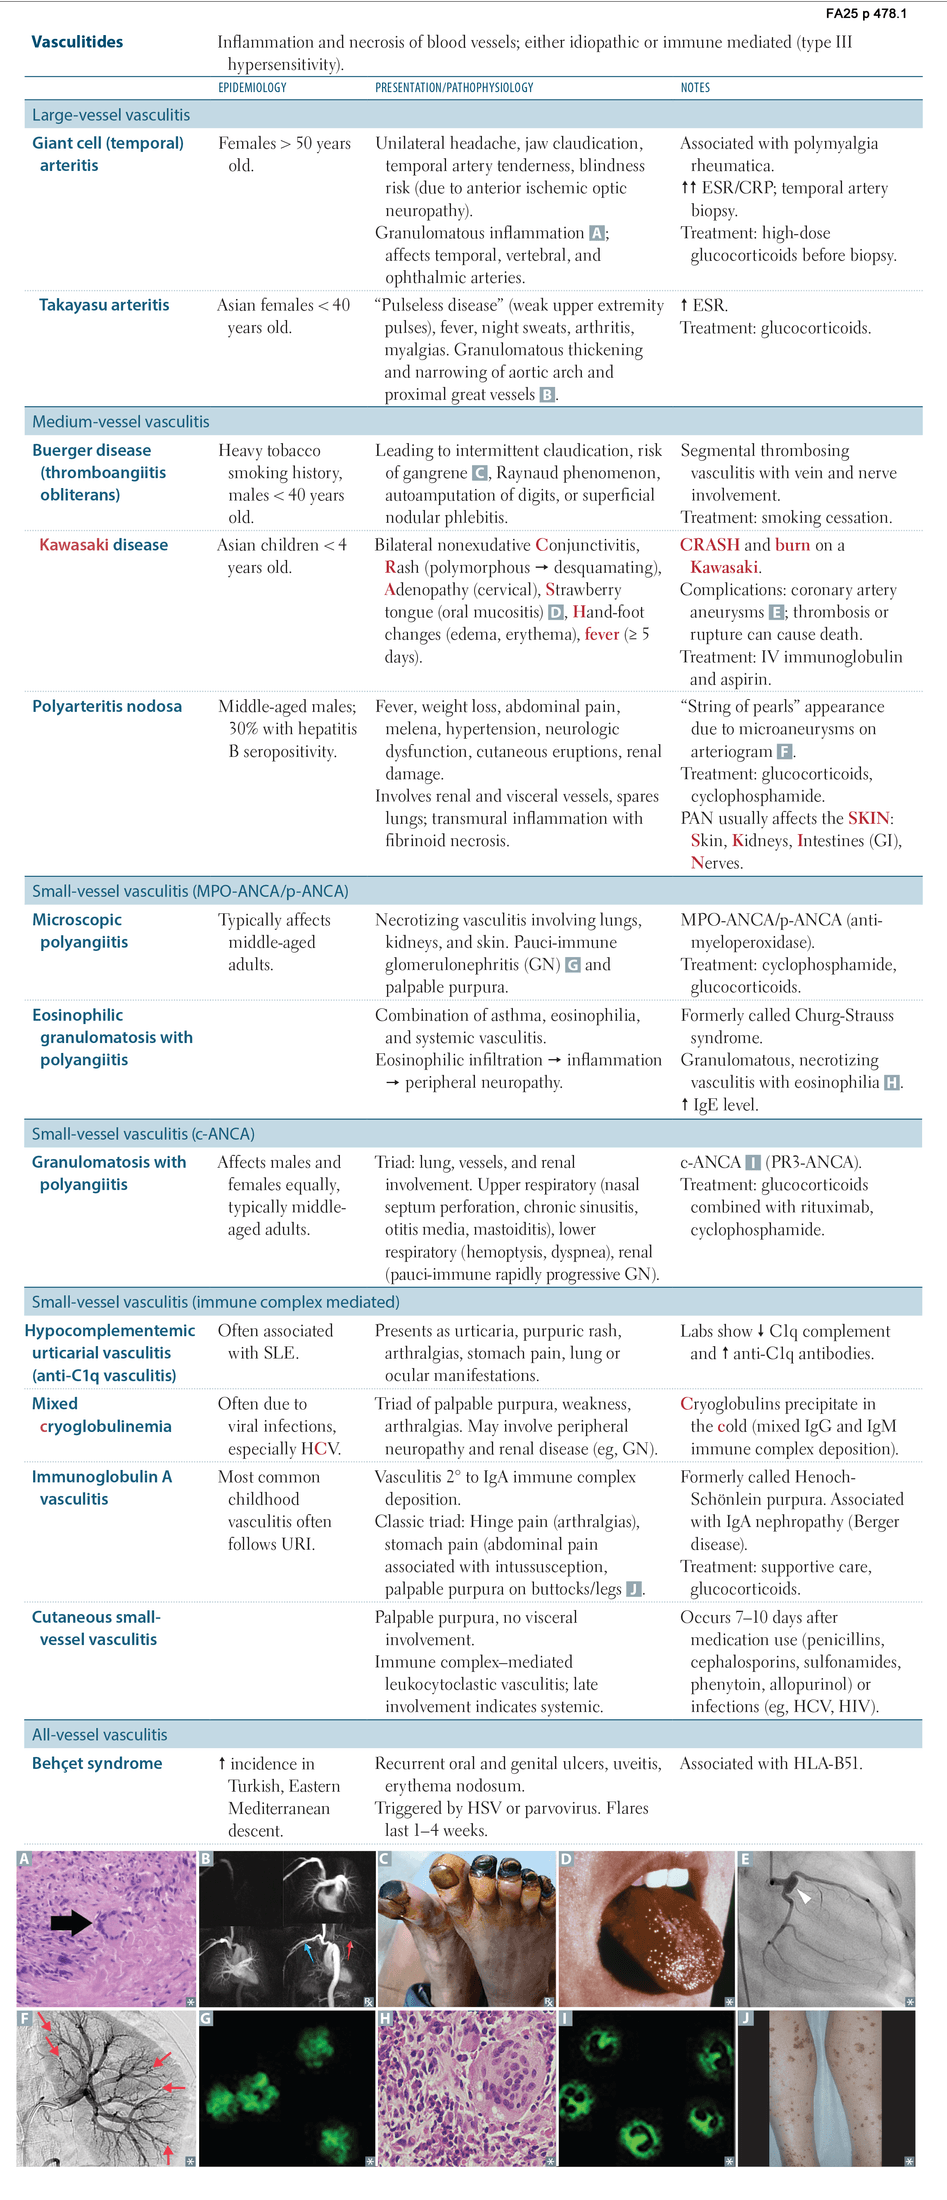 FA25 p 478.1
Vasculitides
Inflammation and necrosis of blood vessels; either idiopathic or immune mediated (type III
hypersensitivity).
EPIDEMIOLOGY PRESENTATION/PATHOPHYSIOLOGY NOTES
Large-vessel vasculitis
Giant cell (temporal)
arteritis
Females > 50 years
old.
Unilateral headache, jaw claudication,
temporal artery tenderness, blindness
risk (due to anterior ischemic optic
neuropathy).
Granulomatous inflammation A;
affects temporal, vertebral, and
ophthalmic arteries.
Associated with polymyalgia
rheumatica.
↑↑ ESR/CRP; temporal artery
biopsy.
Treatment: high-dose
glucocorticoids before biopsy.
Takayasu arteritis
Asian females < 40
years old.
“Pulseless disease” (weak upper extremity
pulses), fever, night sweats, arthritis,
myalgias. Granulomatous thickening
and narrowing of aortic arch and
proximal great vessels B.
↑ ESR.
Treatment: glucocorticoids.
Medium-vessel vasculitis
Buerger disease
(thromboangiitis
obliterans)
Heavy tobacco
smoking history,
males < 40 years
old.
Leading to intermittent claudication, risk
of gangrene C, Raynaud phenomenon,
autoamputation of digits, or superficial
nodular phlebitis.
Segmental thrombosing
vasculitis with vein and nerve
involvement.
Treatment: smoking cessation.
Kawasaki disease
Asian children < 4
years old.
Bilateral nonexudative Conjunctivitis,
Rash (polymorphous → desquamating),
Adenopathy (cervical), Strawberry
tongue (oral mucositis) D, Hand-foot
changes (edema, erythema), fever (≥ 5
days).
CRASH and burn on a
Kawasaki.
Complications: coronary artery
aneurysms E; thrombosis or
rupture can cause death.
Treatment: IV immunoglobulin
and aspirin.
Polyarteritis nodosa
Middle-aged males;
30% with hepatitis
B seropositivity.
Fever, weight loss, abdominal pain,
melena, hypertension, neurologic
dysfunction, cutaneous eruptions, renal
damage.
Involves renal and visceral vessels, spares
lungs; transmural inflammation with
fibrinoid necrosis.
“String of pearls” appearance
due to microaneurysms on
arteriogram F.
Treatment: glucocorticoids,
cyclophosphamide.
PAN usually affects the SKIN:
Skin, Kidneys, Intestines (GI),
Nerves.
Small-vessel vasculitis (MPO-ANCA/p-ANCA)
Microscopic
polyangiitis
Typically affects
middle-aged
adults.
Necrotizing vasculitis involving lungs,
kidneys, and skin. Pauci-immune
glomerulonephritis (GN) G and
palpable purpura.
MPO-ANCA/p-ANCA (anti-
myeloperoxidase).
Treatment: cyclophosphamide,
glucocorticoids.
Eosinophilic
granulomatosis with
polyangiitis
Combination of asthma, eosinophilia,
and systemic vasculitis.
Eosinophilic infiltration → inflammation
→ peripheral neuropathy.
Formerly called Churg-Strauss
syndrome.
Granulomatous, necrotizing
vasculitis with eosinophilia H.
↑ IgE level.
Small-vessel vasculitis (c-ANCA)
Granulomatosis with
polyangiitis
Affects males and
females equally,
typically middle-
aged adults.
Triad: lung, vessels, and renal
involvement. Upper respiratory (nasal
septum perforation, chronic sinusitis,
otitis media, mastoiditis), lower
respiratory (hemoptysis, dyspnea), renal
(pauci-immune rapidly progressive GN).
c-ANCA I (PR3-ANCA).
Treatment: glucocorticoids
combined with rituximab,
cyclophosphamide.
Small-vessel vasculitis (immune complex mediated)
Hypocomplementemic
urticarial vasculitis
(anti-C1q vasculitis)
Often associated
with SLE.
Presents as urticaria, purpuric rash,
arthralgias, stomach pain, lung or
ocular manifestations.
Labs show ↓ C1q complement
and ↑ anti-C1q antibodies.
Mixed
cryoglobulinemia
Often due to
viral infections,
especially HCV.
Triad of palpable purpura, weakness,
arthralgias. May involve peripheral
neuropathy and renal disease (eg, GN).
Cryoglobulins precipitate in
the cold (mixed IgG and IgM
immune complex deposition).
Immunoglobulin A
vasculitis
Most common
childhood
vasculitis often
follows URI.
Vasculitis 2° to IgA immune complex
deposition.
Classic triad: Hinge pain (arthralgias),
stomach pain (abdominal pain
associated with intussusception,
palpable purpura on buttocks/legs J.
Formerly called Henoch-
Schönlein purpura. Associated
with IgA nephropathy (Berger
disease).
Treatment: supportive care,
glucocorticoids.
Cutaneous small-
vessel vasculitis
Palpable purpura, no visceral
involvement.
Immune complex–mediated
leukocytoclastic vasculitis; late
involvement indicates systemic.
Occurs 7–10 days after
medication use (penicillins,
cephalosporins, sulfonamides,
phenytoin, allopurinol) or
infections (eg, HCV, HIV).
All-vessel vasculitis
Behçet syndrome
↑ incidence in
Turkish, Eastern
Mediterranean
descent.
Recurrent oral and genital ulcers, uveitis,
erythema nodosum.
Triggered by HSV or parvovirus. Flares
last 1–4 weeks.
Associated with HLA-B51.
A B C D E
F G H I J